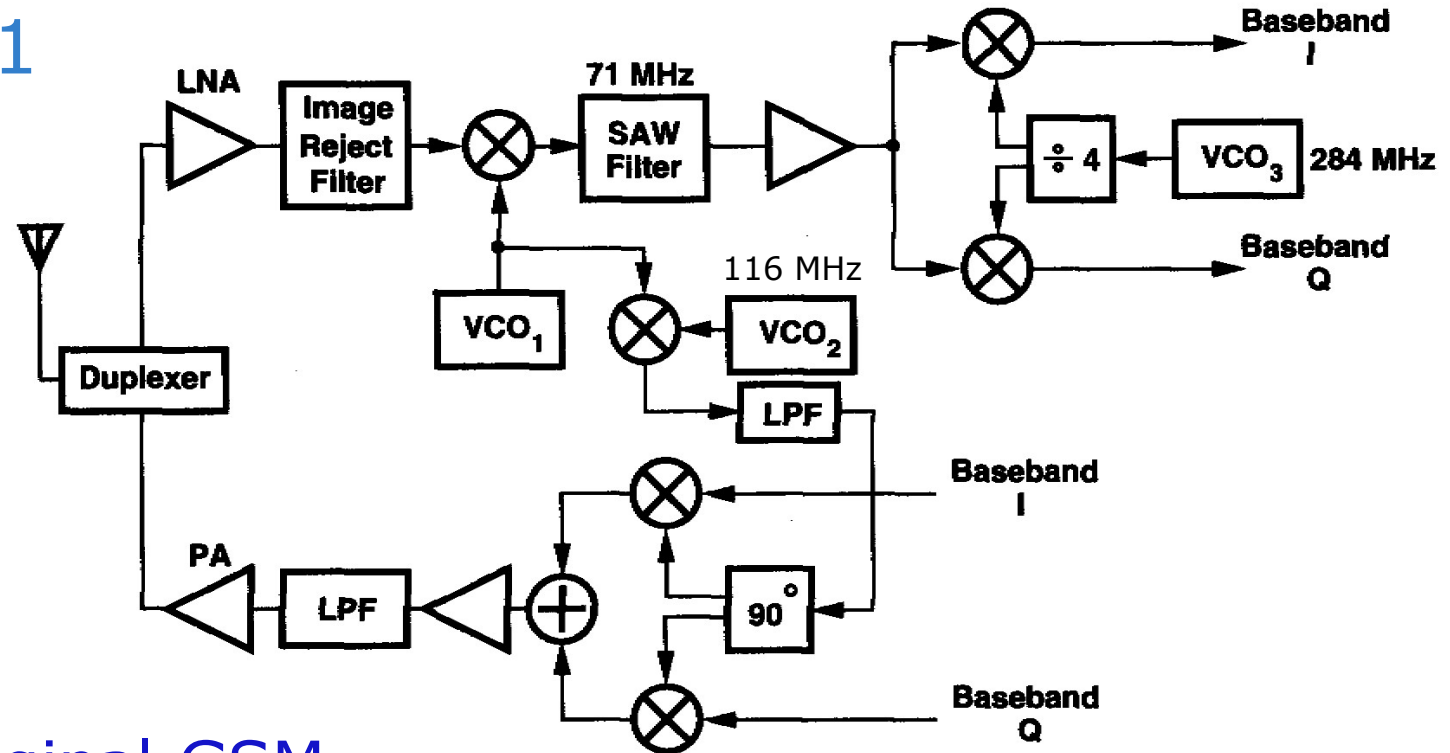 1
LNA
Image
Reject
Filter
71 MHz
SAW
Filter
Baseband
I
÷ 4
VCO3
284 MHz
Baseband
Q
VCO1
116 MHz
VCO2
LPF
Duplexer
Baseband
I
PA
LPF
90°
Baseband
Q